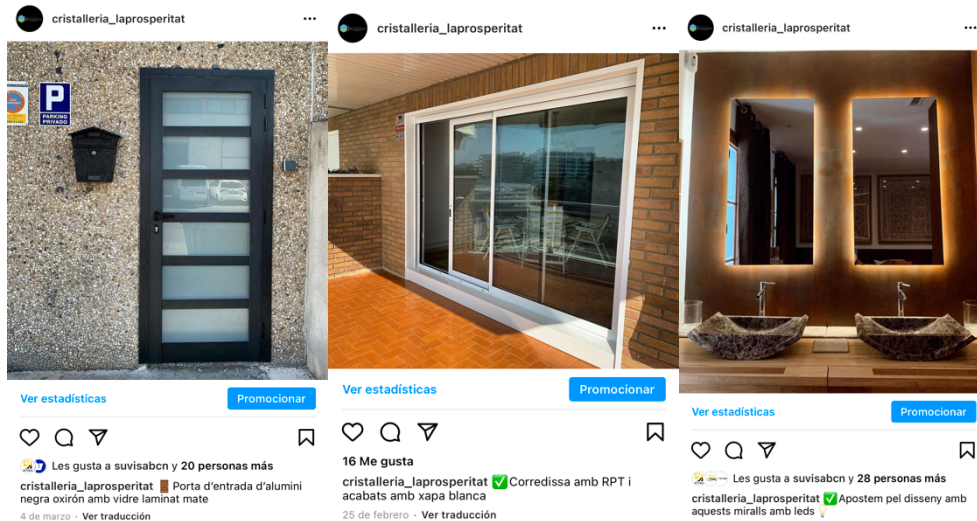 cristalleria_laprosperitat
P
PARKING
PRIVADO
Ver estadísticas
Promocionar
Les gusta a suvisabcn y 20 personas más
cristalleria_laprosperitat 🚪 Porta d'entrada d'alumini
negra oxirón amb vidre laminat mate
4 de marzo · Ver traducción
cristalleria_laprosperitat
Ver estadísticas
Promocionar
16 Me gusta
cristalleria_laprosperitat ✅Corredissa amb RPT i
acabats amb xapa blanca
25 de febrero · Ver traducción
cristalleria_laprosperitat
Ver estadísticas
Promocionar
Les gusta a suvisabcn y 28 personas más
cristalleria_laprosperitat ✅Apostem pel disseny amb
aquests miralls amb leds💡